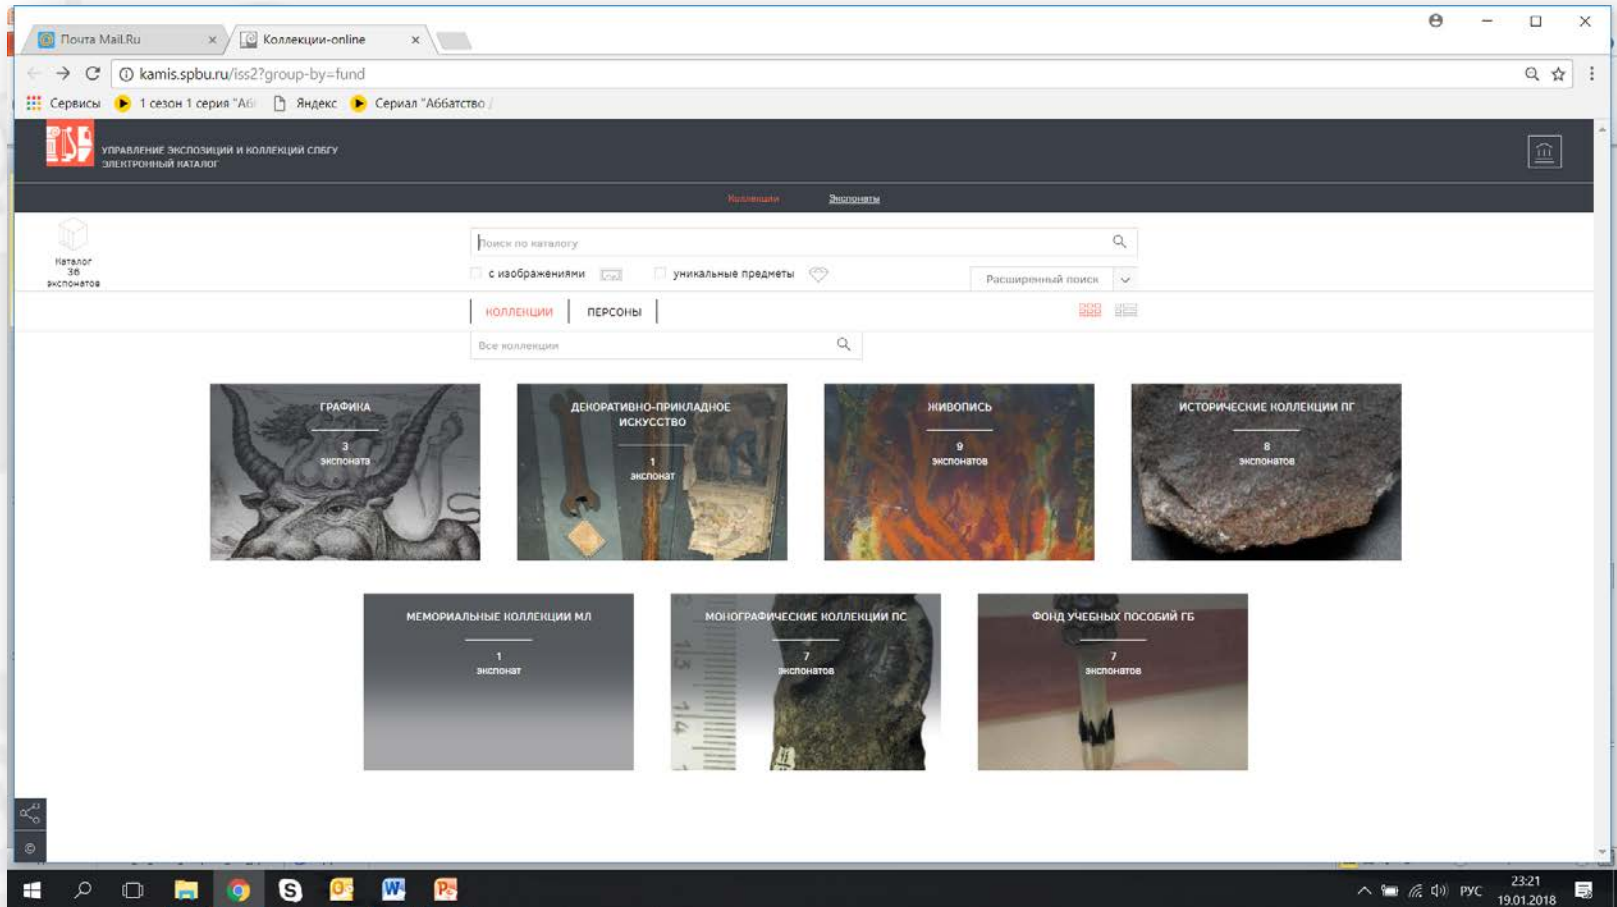 Почта Mail.Ru
Коллекции-online
kamis.spbu.ru/iss2?group-by=fund
Сервисы
1 сезон 1 серия "Аб
Яндекс
Сериал "Аббатство
УПРАВЛЕНИЕ ЭКСПОЗИЦИЙ И КОЛЛЕКЦИЙ СПБГУ
ЭЛЕКТРОННЫЙ КАТАЛОГ
Коллекции
Экспонаты
Каталог
36
экспонатов
Поиск по каталогу
с изображениями
уникальные предметы
Расширенный поиск
КОЛЛЕКЦИИ
ПЕРСОНЫ
Все коллекции
ГРАФИКА
3
экспоната
ДЕКОРАТИВНО-ПРИКЛАДНОЕ
ИСКУССТВО
1
экспонат
ЖИВОПИСЬ
9
экспонатов
ИСТОРИЧЕСКИЕ КОЛЛЕКЦИИ ПГ
8
экспонатов
МЕМОРИАЛЬНЫЕ КОЛЛЕКЦИИ МЛ
1
экспонат
МОНОГРАФИЧЕСКИЕ КОЛЛЕКЦИИ ПС
7
экспонатов
ФОНД УЧЕБНЫХ ПОСОБИЙ ГБ
7
экспонатов
©
РУС
23:21
19.01.2018